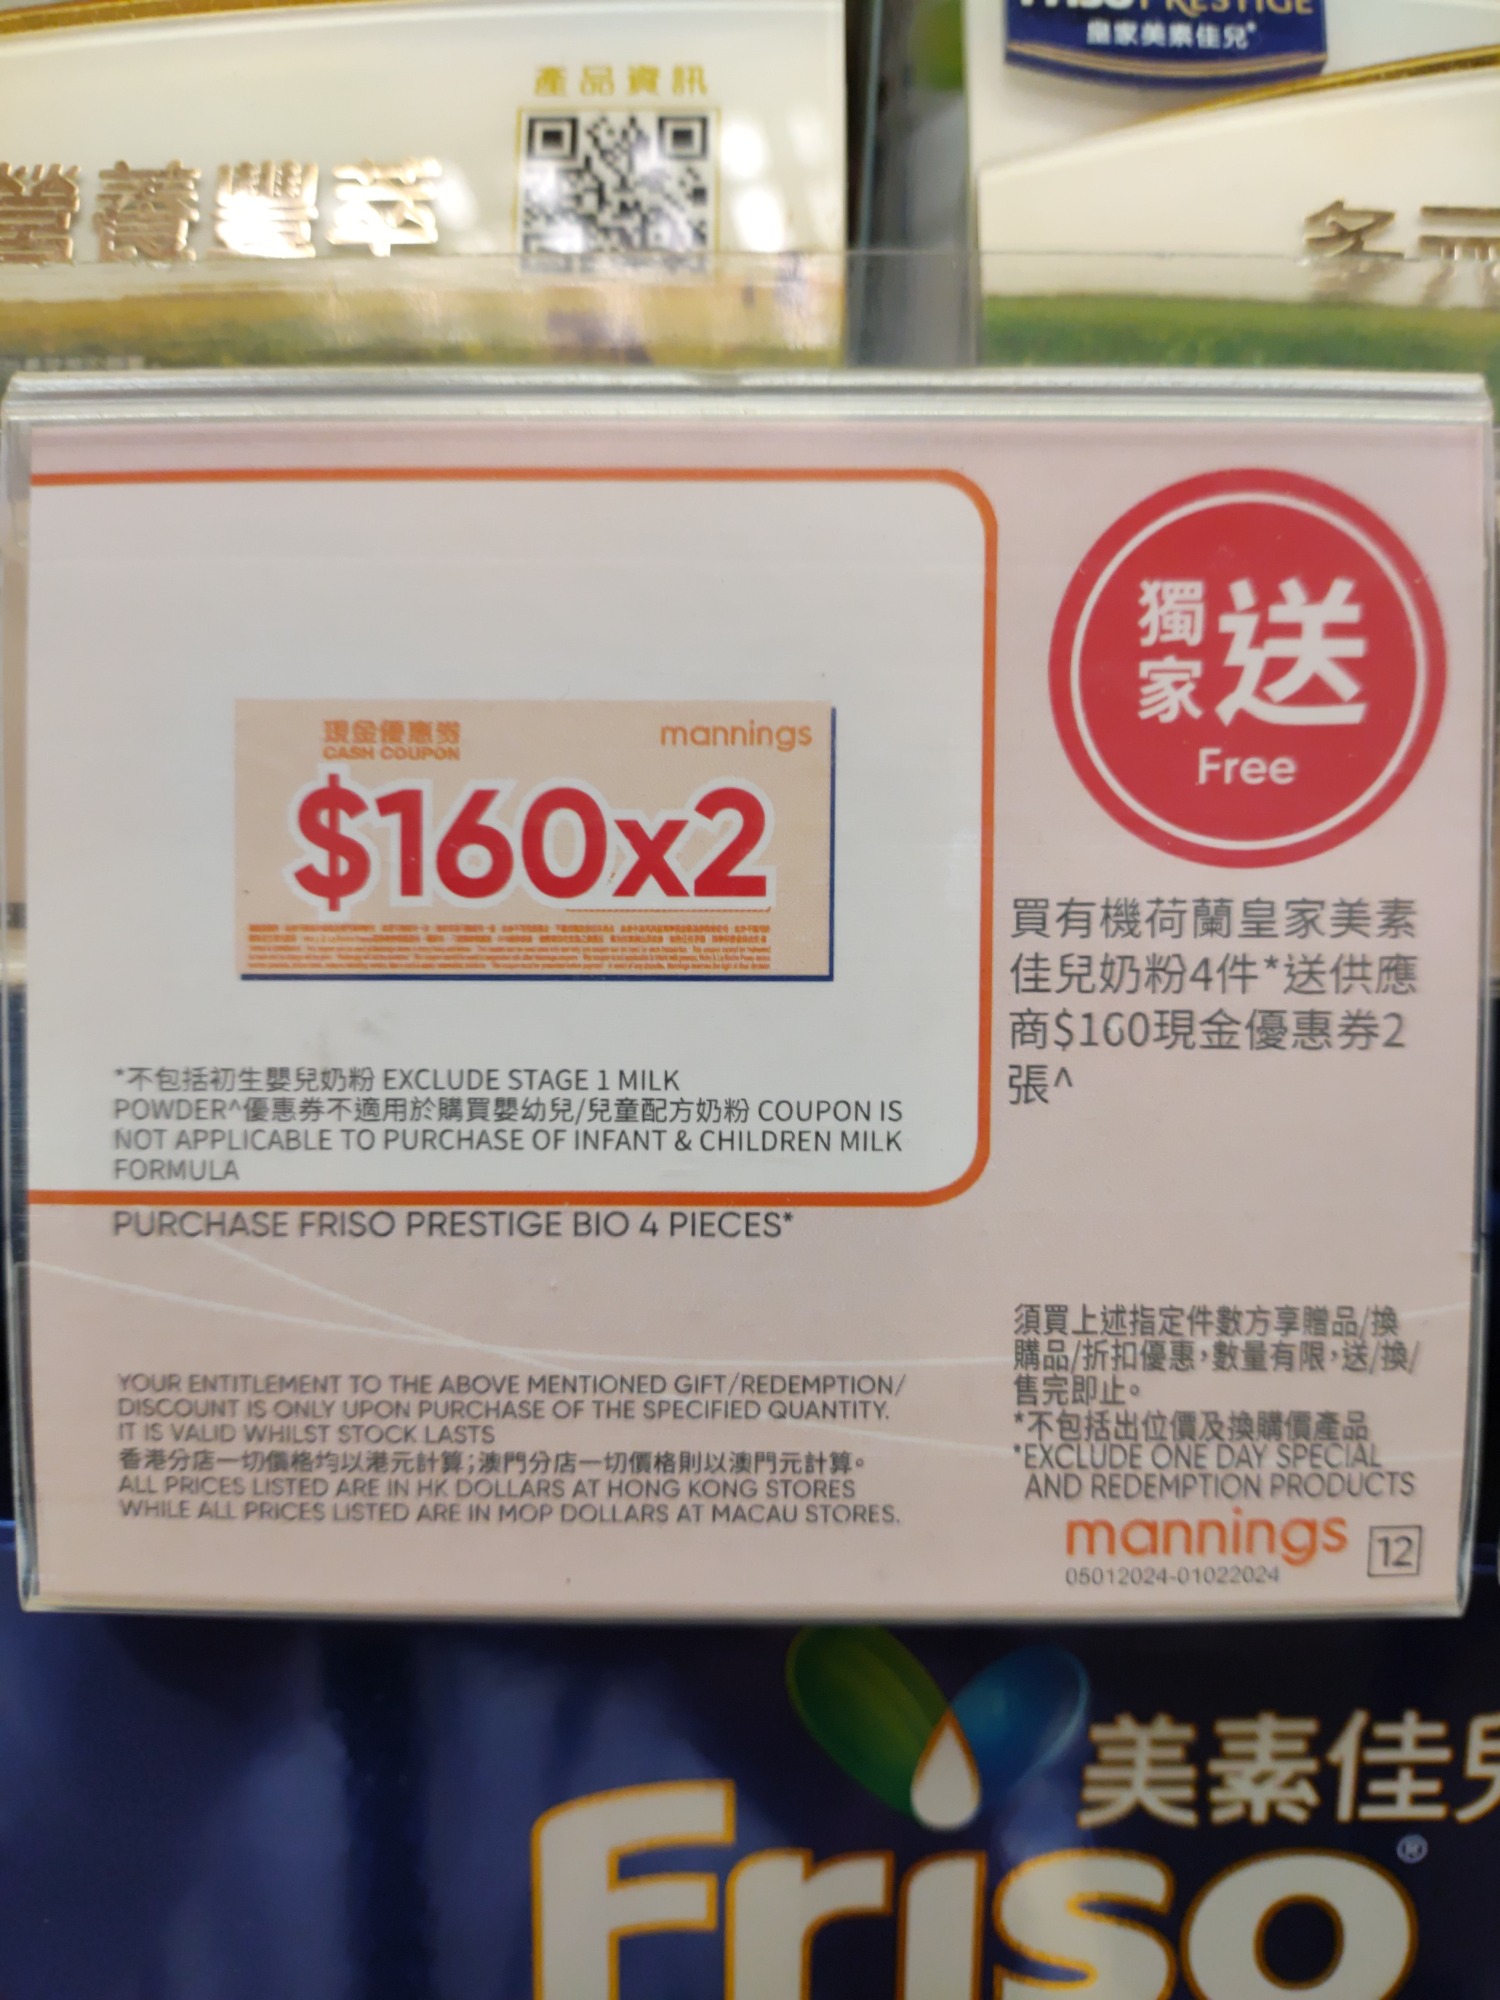 PRESTIGE
皇家美素佳兒
產品資訊
營養豐萃
獨家送
Free
現金優惠券
mannings
CASH COUPON
$160x2
買有機荷蘭皇家美素
佳兒奶粉4件*送供應
商$160現金優惠券2
張^
*不包括初生嬰兒奶粉 EXCLUDE STAGE 1 MILK
POWDER^優惠券不適用於購買嬰幼兒/兒童配方奶粉 COUPON IS
NOT APPLICABLE TO PURCHASE OF INFANT & CHILDREN MILK
FORMULA
PURCHASE FRISO PRESTIGE BIO 4 PIECES*
須買上述指定件數方享贈品/換
購品/折扣優惠,數量有限,送/換/
售完即止。
*不包括出位價及換購價產品
*EXCLUDE ONE DAY SPECIAL
AND REDEMPTION PRODUCTS
YOUR ENTITLEMENT TO THE ABOVE MENTIONED GIFT/REDEMPTION/
DISCOUNT IS ONLY UPON PURCHASE OF THE SPECIFIED QUANTITY.
IT IS VALID WHILST STOCK LASTS
香港分店一切價格均以港元計算;澳門分店一切價格則以澳門元計算。
ALL PRICES LISTED ARE IN HK DOLLARS AT HONG KONG STORES
WHILE ALL PRICES LISTED ARE IN MOP DOLLARS AT MACAU STORES.
mannings 12
05012024-01022024
美素佳兒
Friso®